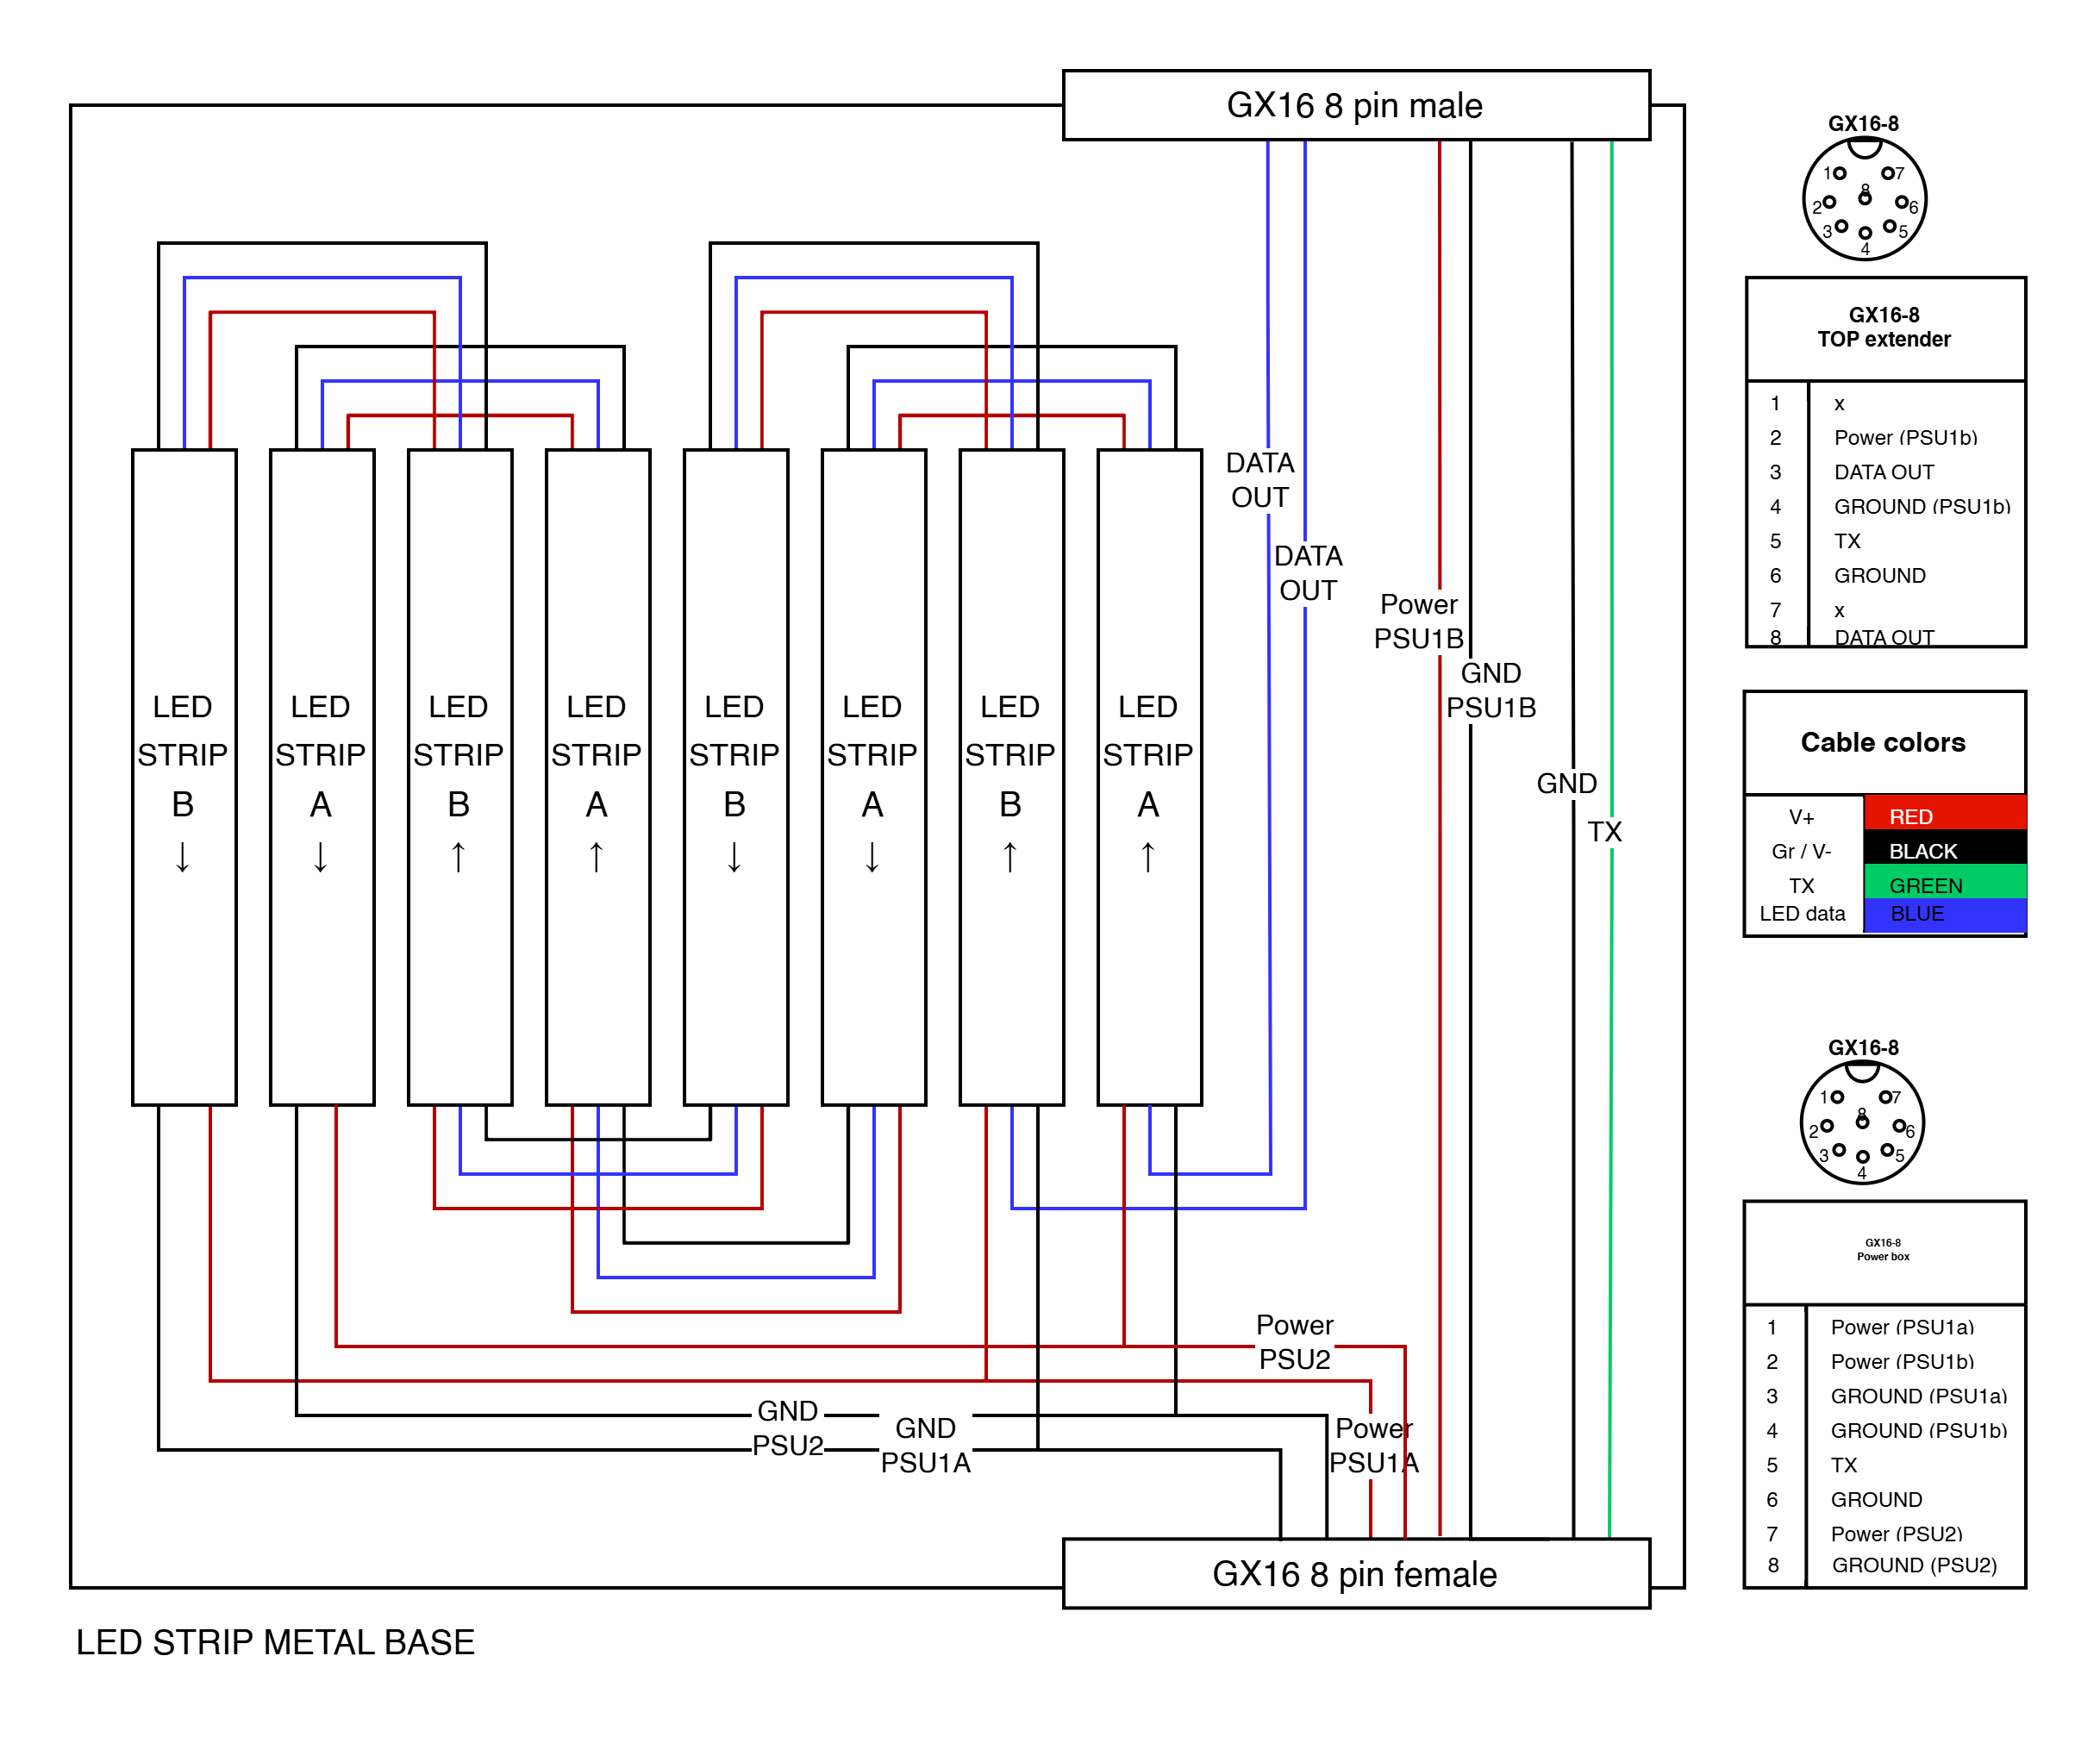 GX16 8 pin male
DATA
OUT
DATA
OUT
Power
PSU1B
GND
PSU1B
GND
TX
LED
STRIP
B
↓
LED
STRIP
A
↓
LED
STRIP
B
↑
LED
STRIP
A
↑
LED
STRIP
B
↓
LED
STRIP
A
↓
LED
STRIP
B
↑
LED
STRIP
A
↑
Power
PSU2
GND
PSU2
GND
PSU1A
Power
PSU1A
GX16 8 pin female
LED STRIP METAL BASE
GX16-8
1
7
8
2
6
3
5
4
GX16-8
TOP extender
1 x
2 Power (PSU1b)
3 DATA OUT
4 GROUND (PSU1b)
5 TX
6 GROUND
7 x
8 DATA OUT
Cable colors
V+ RED
Gr / V- BLACK
TX GREEN
LED data BLUE
GX16-8
1
7
8
2
6
3
5
4
GX16-8
Power box
1 Power (PSU1a)
2 Power (PSU1b)
3 GROUND (PSU1a)
4 GROUND (PSU1b)
5 TX
6 GROUND
7 Power (PSU2)
8 GROUND (PSU2)